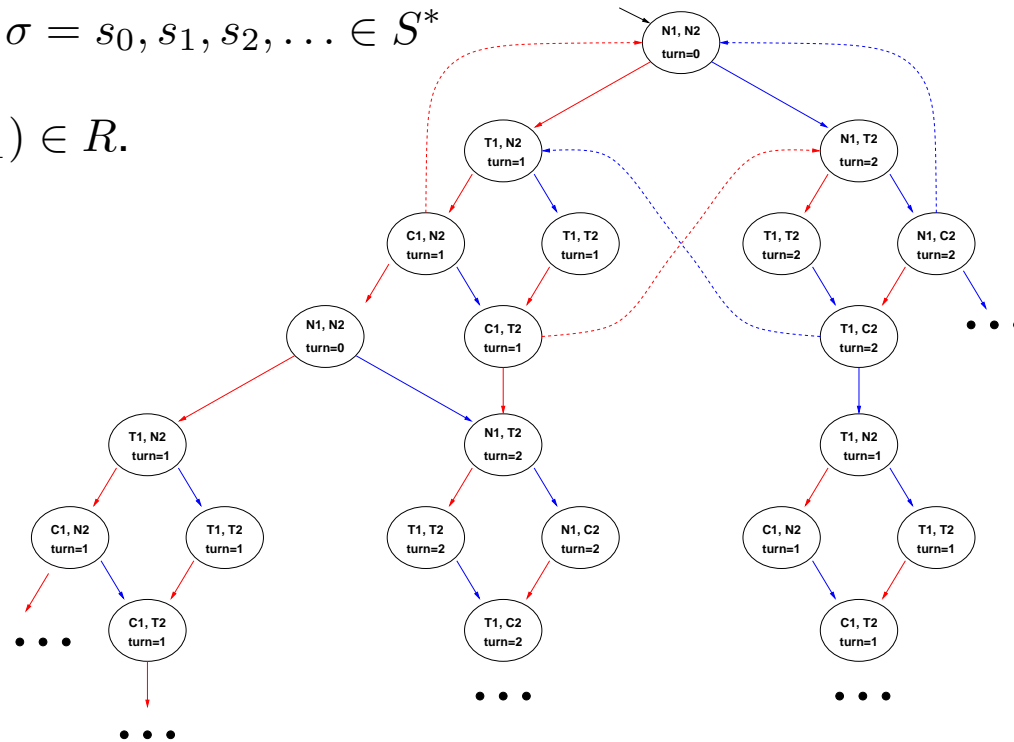 σ = s₀, s₁, s₂, … ∈ S*
) ∈ R.
N1, N2
turn=0
T1, N2
turn=1
N1, T2
turn=2
C1, N2
turn=1
T1, T2
turn=1
T1, T2
turn=2
N1, C2
turn=2
N1, N2
turn=0
C1, T2
turn=1
T1, C2
turn=2
• • •
T1, N2
turn=1
N1, T2
turn=2
T1, N2
turn=1
C1, N2
turn=1
T1, T2
turn=1
T1, T2
turn=2
N1, C2
turn=2
C1, N2
turn=1
T1, T2
turn=1
• • •
C1, T2
turn=1
T1, C2
turn=2
C1, T2
turn=1
• • •
• • •
• • •